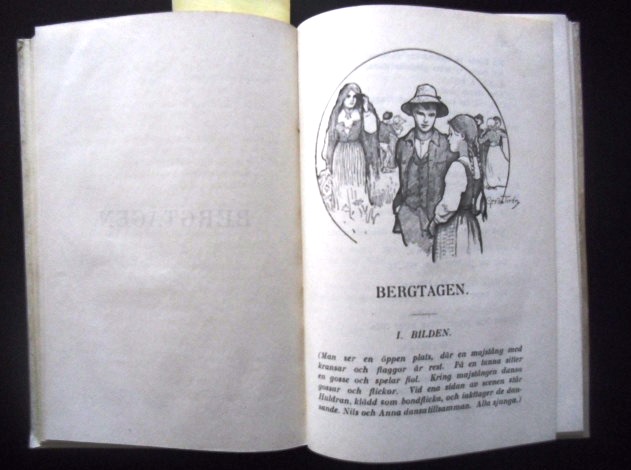 BERGTAGEN.
I. BILDEN.
(Man ser en öppen plats, där en majstång med
kransar och flaggor är rest. På en tunna sitter
en gosse och spelar fiol. Kring majstången dansa
gossar och flickor. Vid ena sidan av scenen står
Huldran, klädd som bondflicka, och iakttager de dan-
sande. Nils och Anna dansa tillsamman. Alla sjunga.)